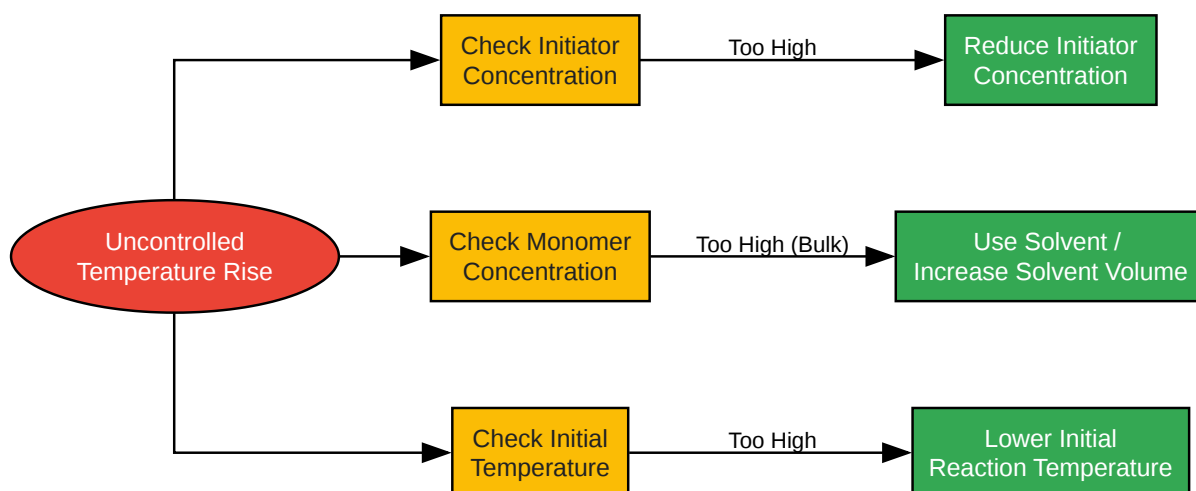 Check Initiator
Concentration
Too High
Reduce Initiator
Concentration
Uncontrolled
Temperature Rise
Check Monomer
Concentration
Too High (Bulk)
Use Solvent /
Increase Solvent Volume
Check Initial
Temperature
Too High
Lower Initial
Reaction Temperature